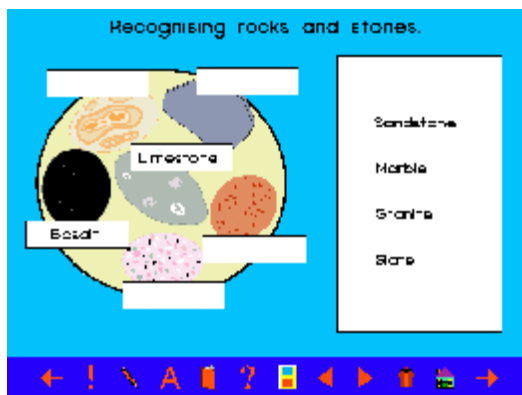 Recognising rocks and stones.
Limestone
Basalt
Sandstone
Marble
Granite
Slate
A
!
?